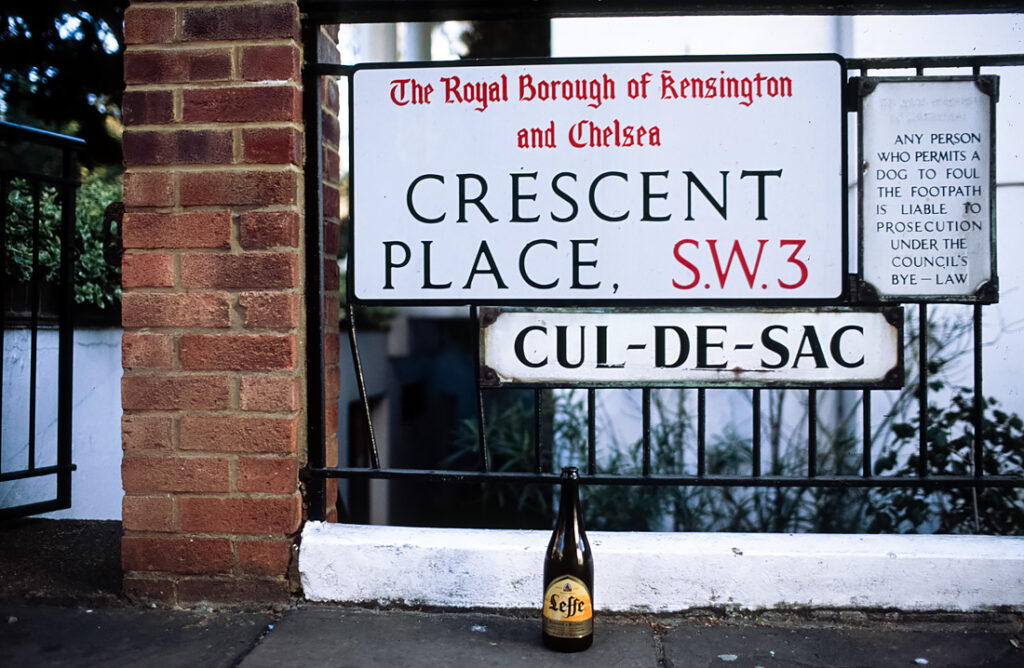 The Royal Borough of Kensington
and Chelsea
CRESCENT
PLACE, S.W.3
ANY PERSON
WHO PERMITS A
DOG TO FOUL
THE FOOTPATH
IS LIABLE TO
PROSECUTION
UNDER THE
COUNCIL'S
BYE–LAW
CUL-DE-SAC
Leffe